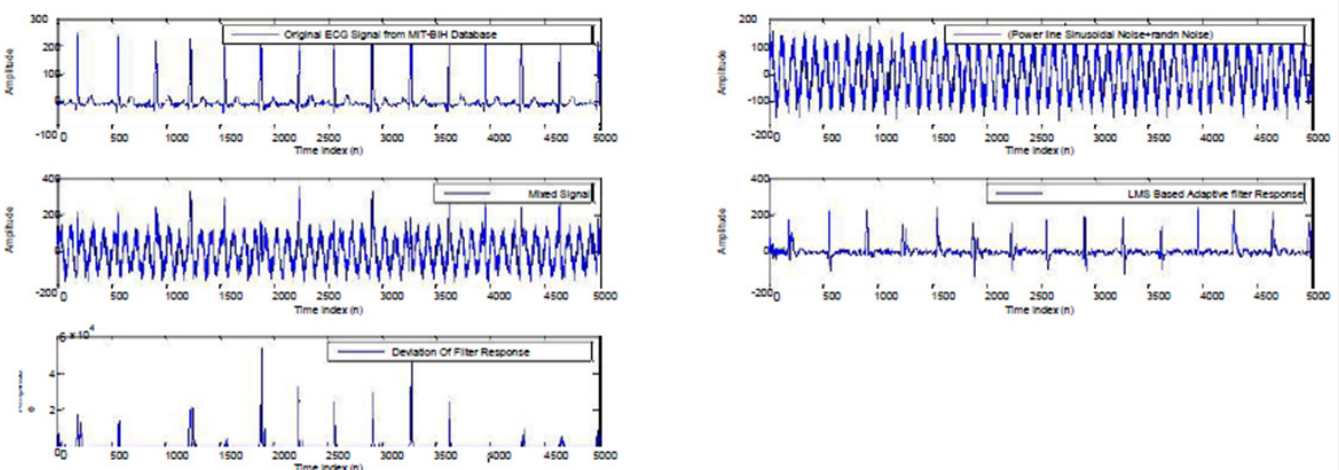 300
200
100
0
-100
Amplitude
Original ECG Signal from MIT-BIH Database
0 500 1000 1500 2000 2500 3000 3500 4000 4500 5000
Time Index (n)
200
100
0
-100
-200
Amplitude
(Power line Sinusoidal Noise+randn Noise)
0 500 1000 1500 2000 2500 3000 3500 4000 4500 5000
Time Index (n)
400
200
0
-200
Amplitude
Mixed Signal
0 500 1000 1500 2000 2500 3000 3500 4000 4500 5000
Time Index (n)
400
200
0
-200
Amplitude
LMS Based Adaptive filter Response
0 500 1000 1500 2000 2500 3000 3500 4000 4500 5000
Time Index (n)
6 x 10^4
4
2
Deviation Of Filter Response
0 500 1000 1500 2000 2500 3000 3500 4000 4500 5000
Time Index (n)